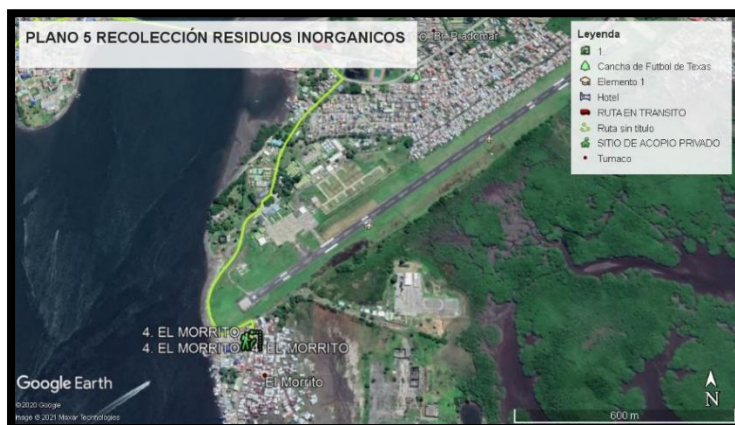 PLANO 5 RECOLECCIÓN RESIDUOS INORGANICOS
Pradomar
Leyenda
1.
Cancha de Futbol de Texas
Elemento 1
Hotel
RUTA EN TRANSITO
Ruta sin título
SITIO DE ACOPIO PRIVADO
Tumaco
4. EL MORRITO
4. EL MORRITO
EL MORRITO
El Morrito
Google Earth
©2020 Google
Image © 2021 Maxar Technologies
600 m
N